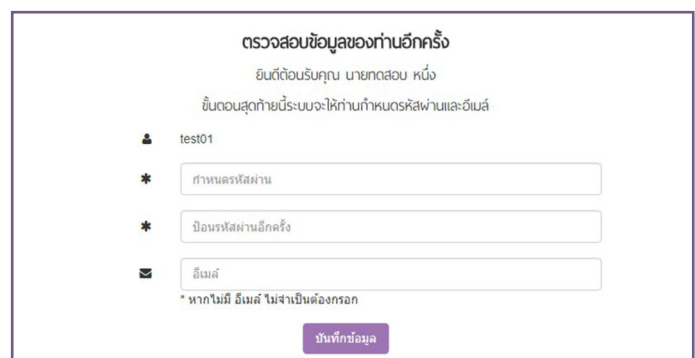 ตรวจสอบข้อมูลของท่านอีกครั้ง
ยินดีต้อนรับคุณ นายทดสอบ หนึ่ง
ขั้นตอนสุดท้ายนี้ระบบจะให้ท่านกำหนดรหัสผ่านและอีเมล์
test01
กำหนดรหัสผ่าน
ป้อนรหัสผ่านอีกครั้ง
อีเมล์
* หากไม่มี อีเมล์ ไม่จำเป็นต้องกรอก
บันทึกข้อมูล